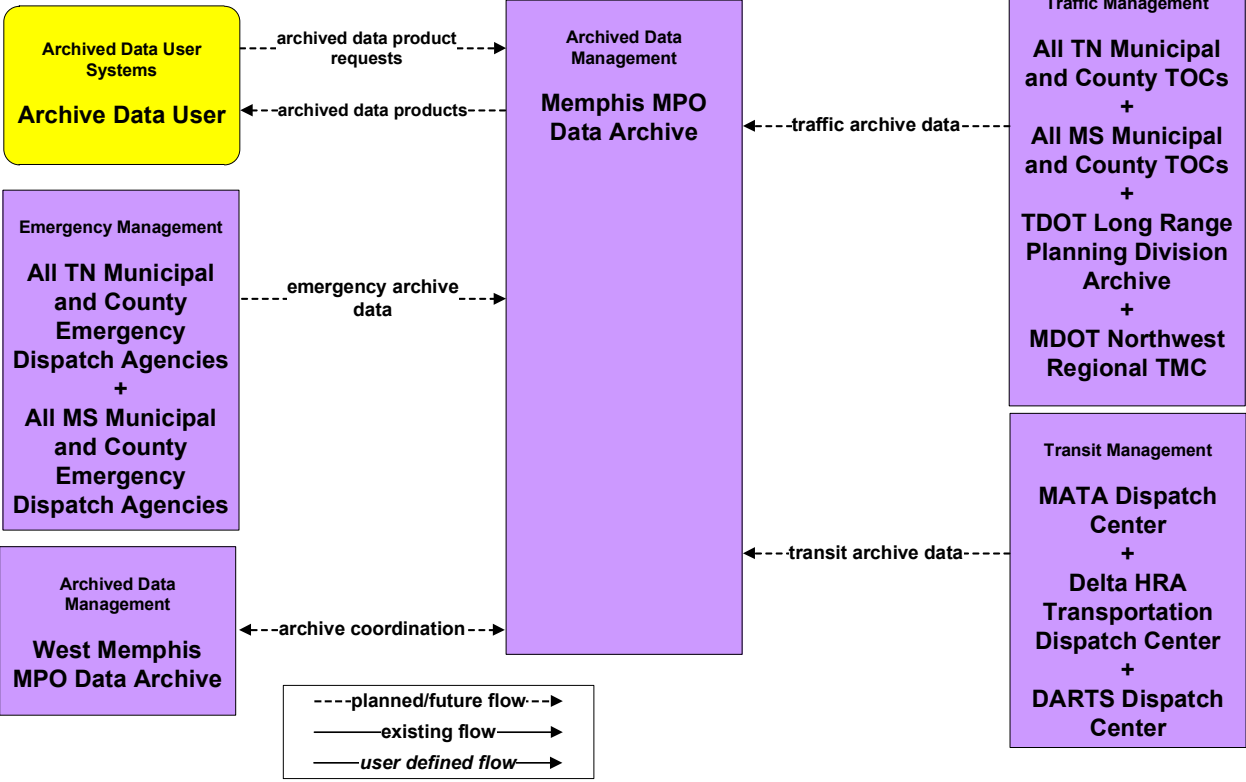 Archived Data User
Systems
Archive Data User
archived data product
requests
archived data products
Emergency Management
All TN Municipal
and County
Emergency
Dispatch Agencies
+
All MS Municipal
and County
Emergency
Dispatch Agencies
emergency archive
data
Archived Data
Management
West Memphis
MPO Data Archive
archive coordination
Archived Data
Management
Memphis MPO
Data Archive
traffic archive data
transit archive data
Traffic Management
All TN Municipal
and County TOCs
+
All MS Municipal
and County TOCs
+
TDOT Long Range
Planning Division
Archive
+
MDOT Northwest
Regional TMC
Transit Management
MATA Dispatch
Center
+
Delta HRA
Transportation
Dispatch Center
+
DARTS Dispatch
Center
planned/future flow
existing flow
user defined flow